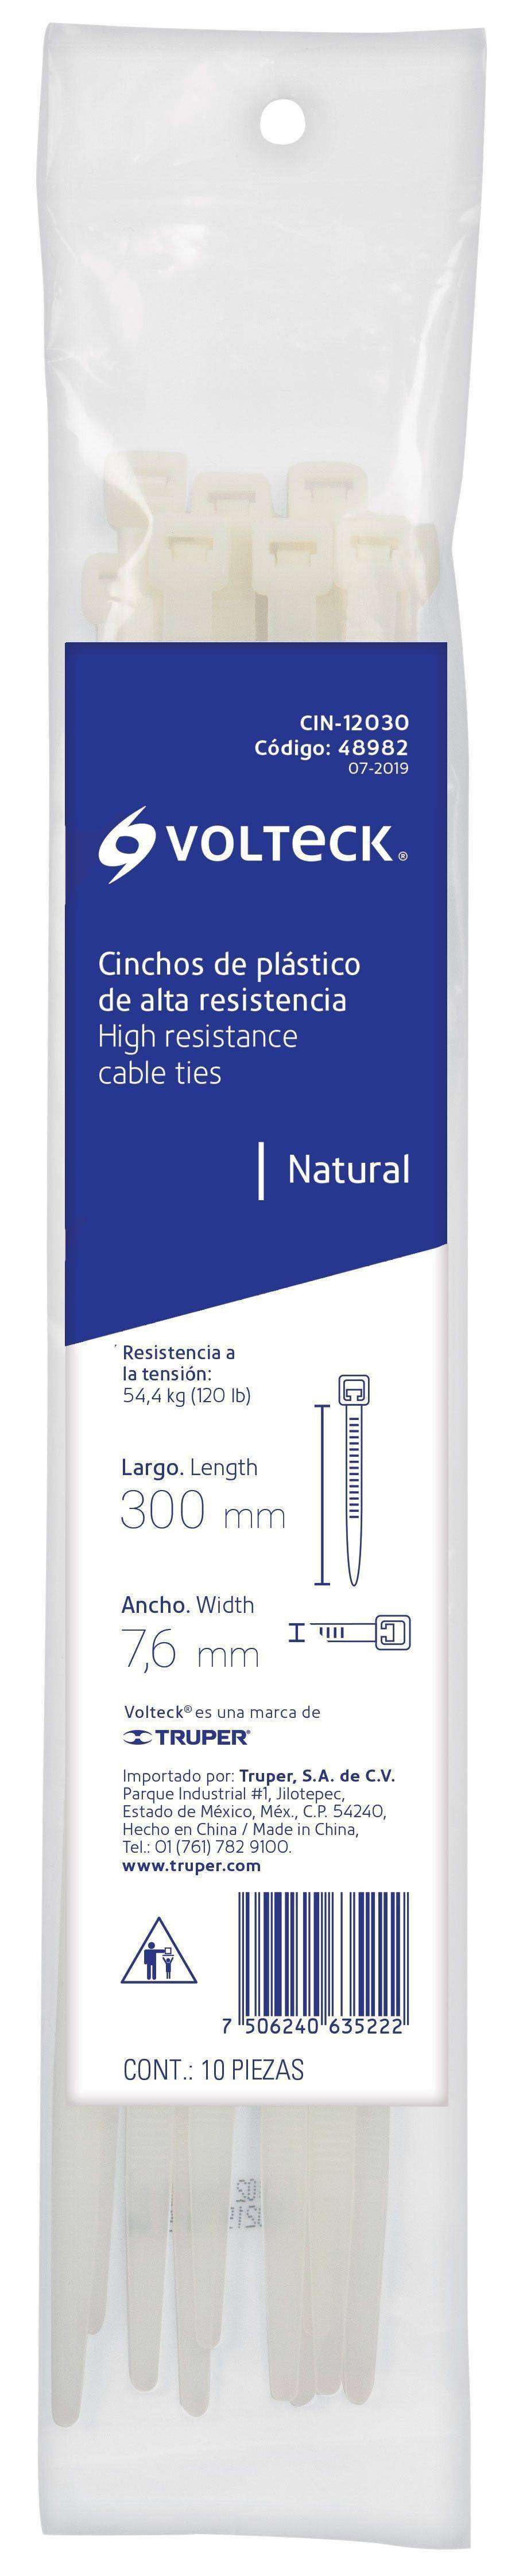 CIN-12030
Código: 48982
07-2019
VOLTECK®
Cinchos de plástico
de alta resistencia
High resistance
cable ties
Natural
Resistencia a
la tensión:
54,4 kg (120 lb)
Largo. Length
300 mm
Ancho. Width
7,6 mm
Volteck® es una marca de
TRUPER®
Importado por: Truper, S.A. de C.V.
Parque Industrial #1, Jilotepec,
Estado de México, Méx., C.P. 54240,
Hecho en China / Made in China,
Tel.: 01 (761) 782 9100.
www.truper.com
7 506240 635222
CONT.: 10 PIEZAS